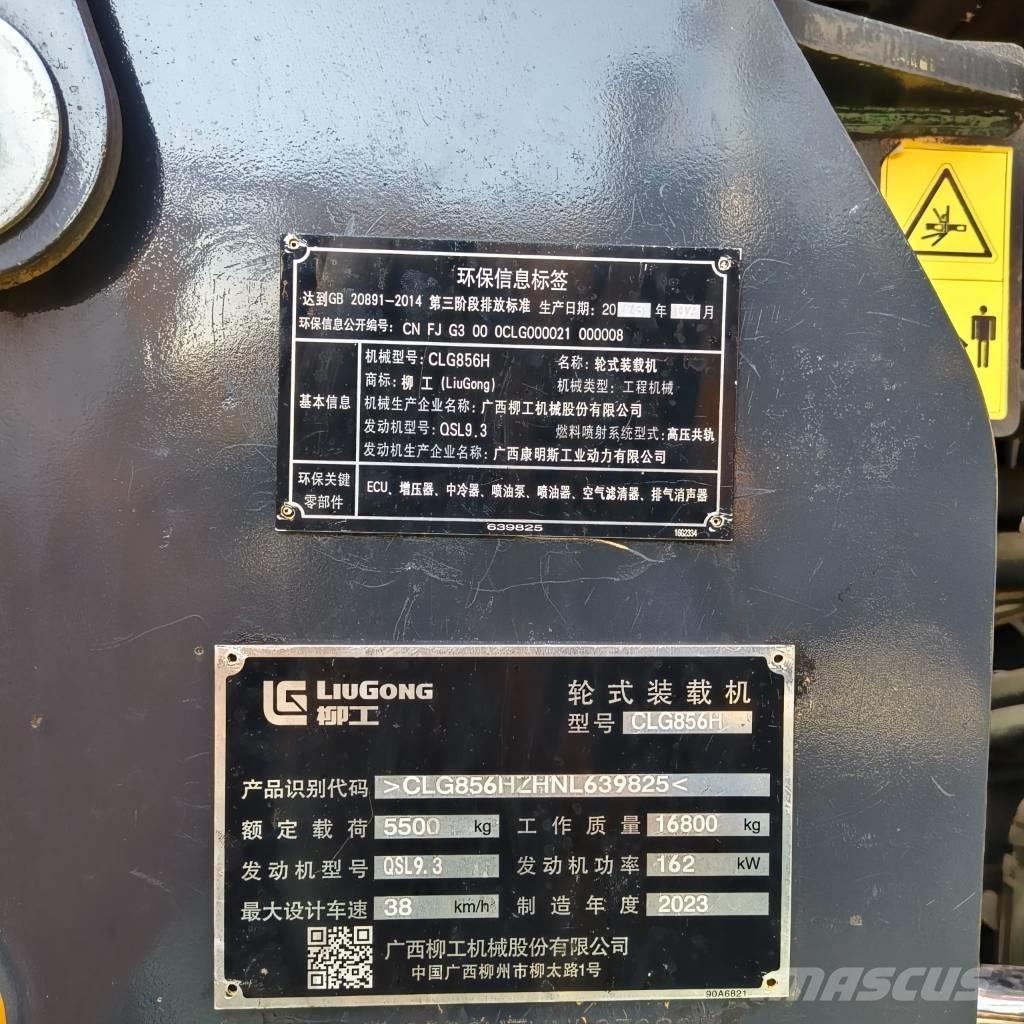 环保信息标签
达到GB 20891-2014 第三阶段排放标准 生产日期: 20 年 月
环保信息公开编号: CN FJ G3 00 0CLG000021 000008
基本信息
机械型号: CLG856H 名称: 轮式装载机
商标: 柳 工 (LiuGong) 机械类型: 工程机械
机械生产企业名称: 广西柳工机械股份有限公司
发动机型号: QSL9.3 燃料喷射系统型式: 高压共轨
发动机生产企业名称: 广西康明斯工业动力有限公司
环保关键零部件
ECU、增压器、中冷器、喷油泵、喷油器、空气滤清器、排气消声器
639825 16G2334
LIUGONG
柳工
轮式装载机
型号 CLG856H
产品识别代码 >CLG856HZHNL639825<
额定载荷 5500 kg 工作质量 16800 kg
发动机型号 QSL9.3 发动机功率 162 kW
最大设计车速 38 km/h 制造年度 2023
广西柳工机械股份有限公司
中国广西柳州市柳太路1号
90A6821
MASCUS